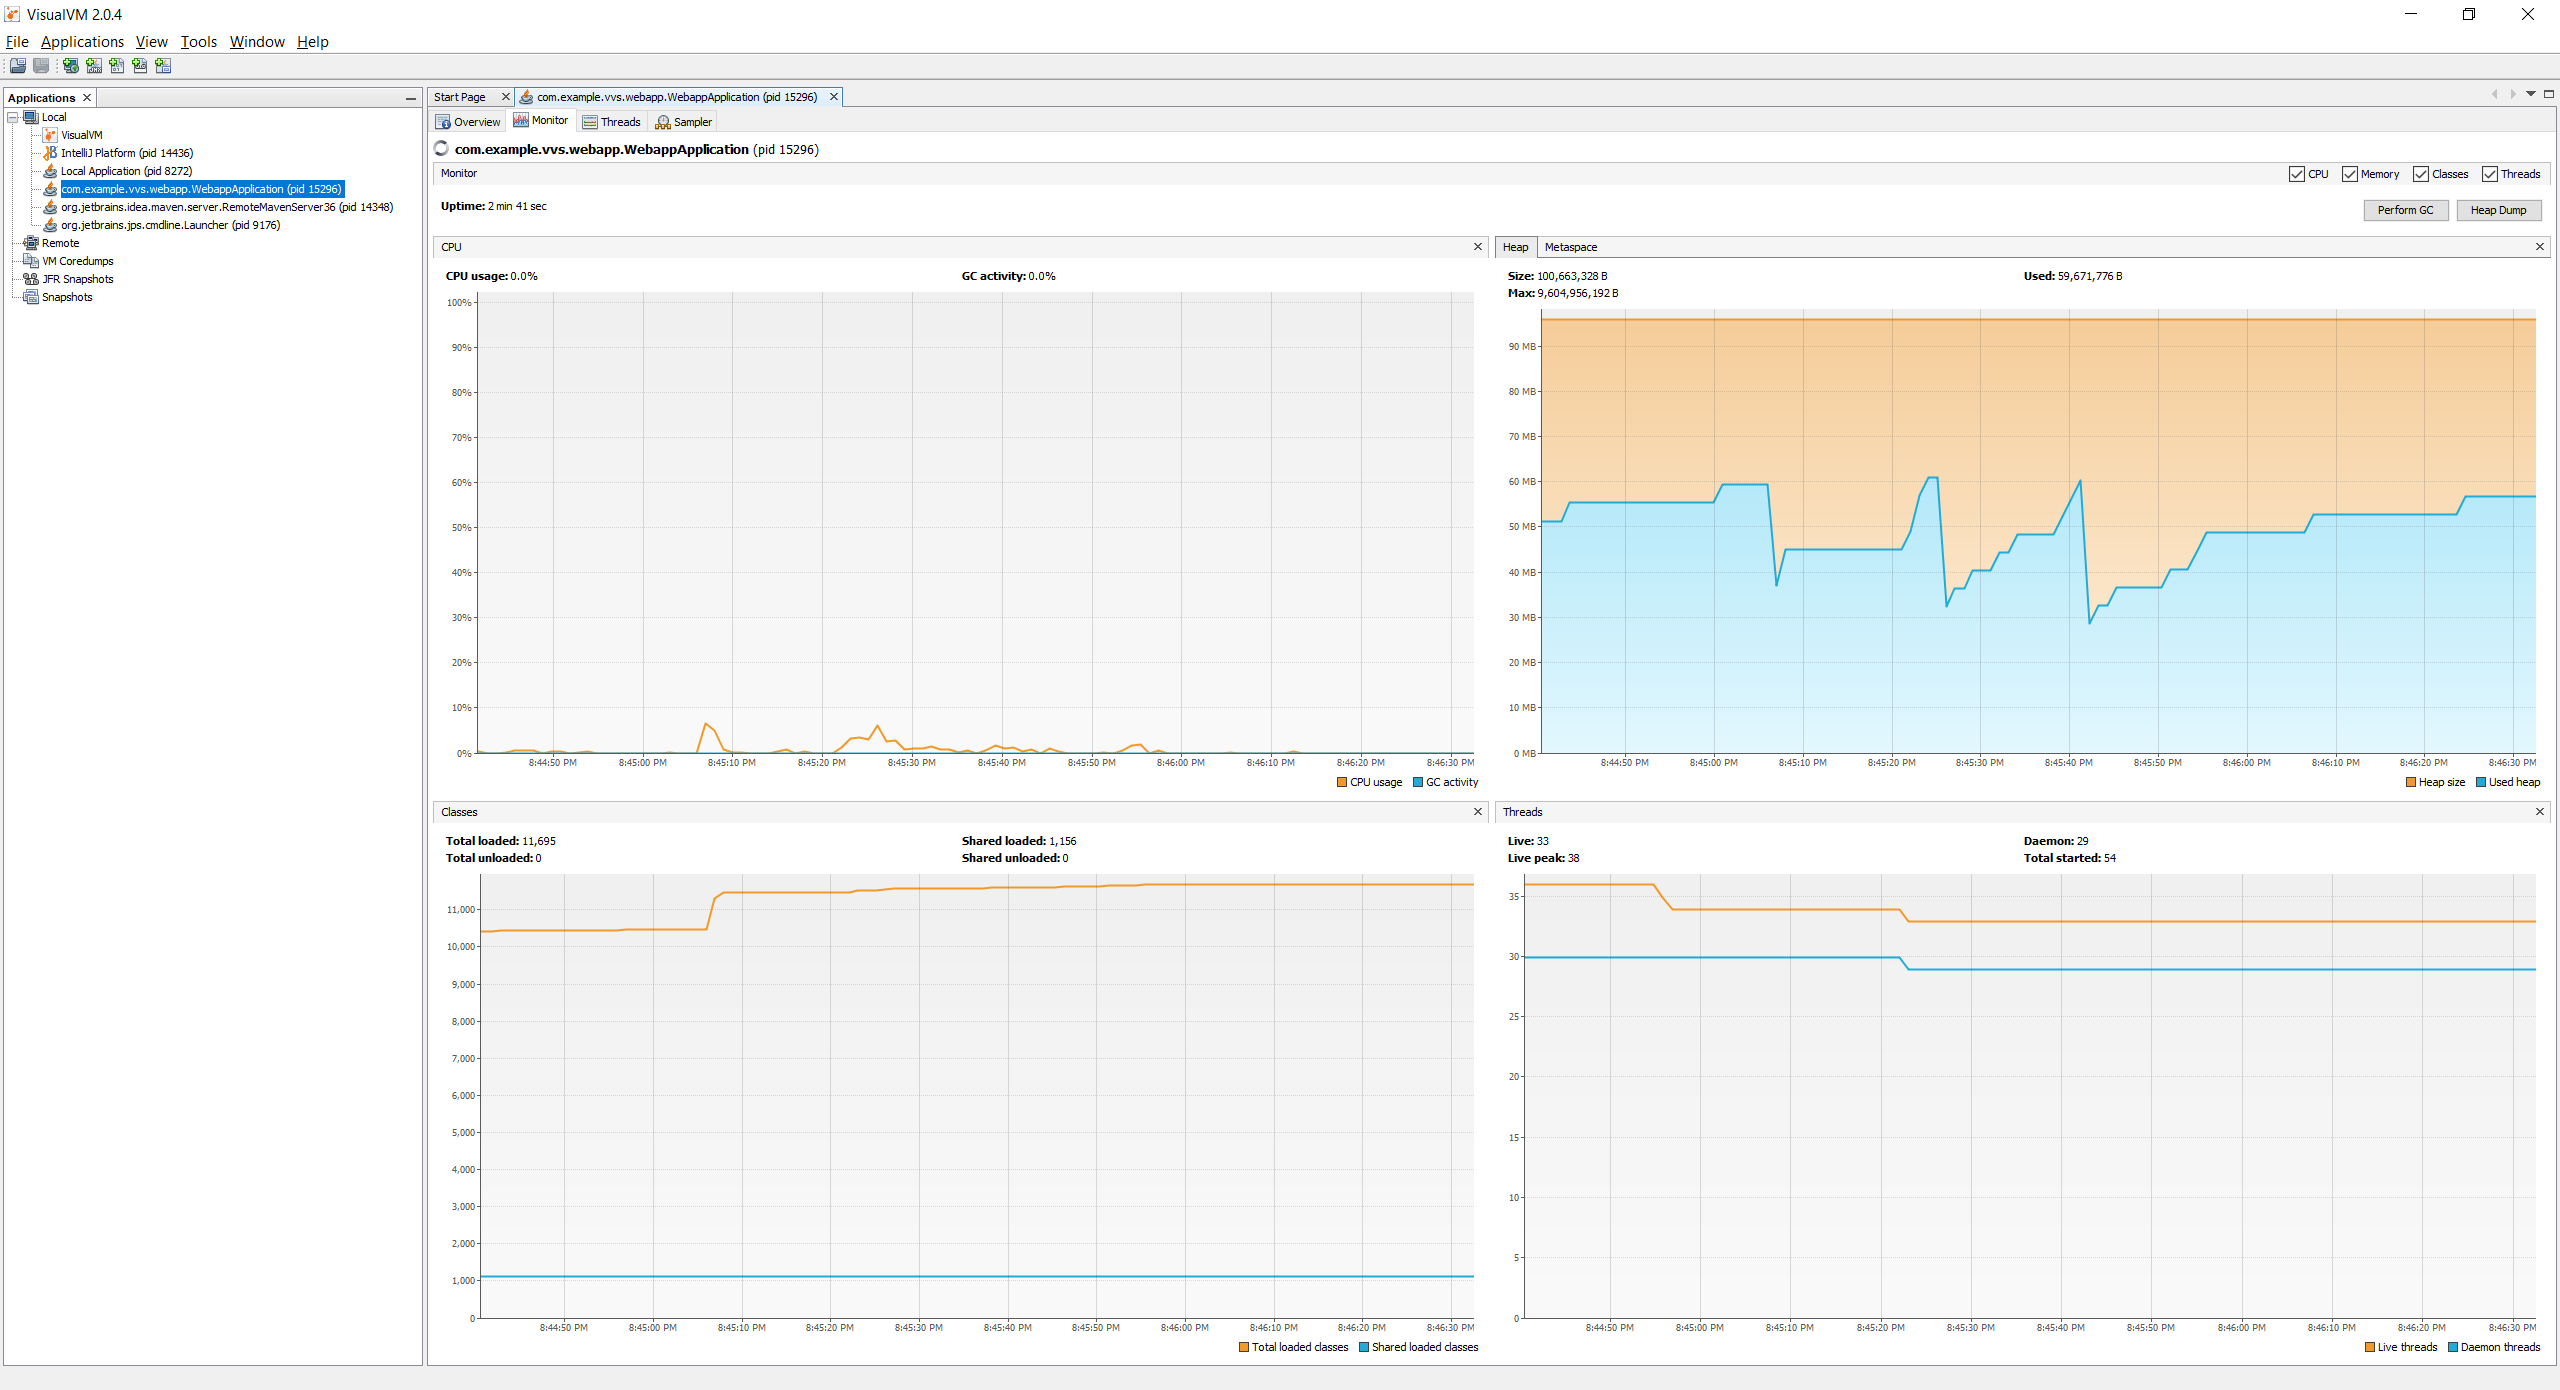 VisualVM 2.0.4
File Applications View Tools Window Help
Applications
Local
VisualVM
IntelliJ Platform (pid 14436)
Local Application (pid 8272)
com.example.vvs.webapp.WebappApplication (pid 15296)
org.jetbrains.idea.maven.server.RemoteMavenServer36 (pid 14348)
org.jetbrains.jps.cmdline.Launcher (pid 9176)
Remote
VM Coredumps
JFR Snapshots
Snapshots
Start Page com.example.vvs.webapp.WebappApplication (pid 15296)
Overview Monitor Threads Sampler
com.example.vvs.webapp.WebappApplication (pid 15296)
Monitor CPU Memory Classes Threads
Uptime: 2 min 41 sec
Perform GC Heap Dump
CPU
CPU usage: 0.0% GC activity: 0.0%
100%
90%
80%
70%
60%
50%
40%
30%
20%
10%
0%
8:44:50 PM 8:45:00 PM 8:45:10 PM 8:45:20 PM 8:45:30 PM 8:45:40 PM 8:45:50 PM 8:46:00 PM 8:46:10 PM 8:46:20 PM 8:46:30 PM
CPU usage GC activity
Heap Metaspace
Size: 100,663,328 B Used: 59,671,776 B
Max: 9,604,956,192 B
90 MB
80 MB
70 MB
60 MB
50 MB
40 MB
30 MB
20 MB
10 MB
0 MB
8:44:50 PM 8:45:00 PM 8:45:10 PM 8:45:20 PM 8:45:30 PM 8:45:40 PM 8:45:50 PM 8:46:00 PM 8:46:10 PM 8:46:20 PM 8:46:30 PM
Heap size Used heap
Classes
Total loaded: 11,695 Shared loaded: 1,156
Total unloaded: 0 Shared unloaded: 0
11,000
10,000
9,000
8,000
7,000
6,000
5,000
4,000
3,000
2,000
1,000
0
8:44:50 PM 8:45:00 PM 8:45:10 PM 8:45:20 PM 8:45:30 PM 8:45:40 PM 8:45:50 PM 8:46:00 PM 8:46:10 PM 8:46:20 PM 8:46:30 PM
Total loaded classes Shared loaded classes
Threads
Live: 33 Daemon: 29
Live peak: 38 Total started: 54
35
30
25
20
15
10
5
0
8:44:50 PM 8:45:00 PM 8:45:10 PM 8:45:20 PM 8:45:30 PM 8:45:40 PM 8:45:50 PM 8:46:00 PM 8:46:10 PM 8:46:20 PM 8:46:30 PM
Live threads Daemon threads